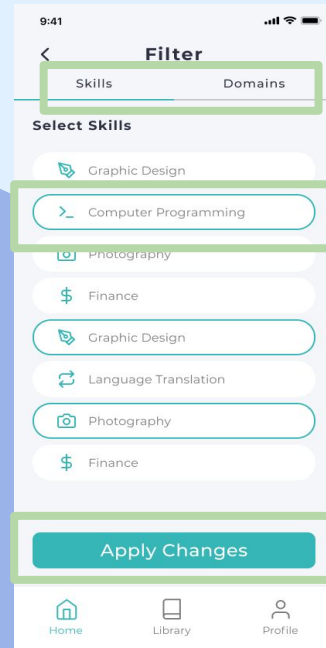 9:41
Filter
Skills Domains
Select Skills
Graphic Design
Computer Programming
Photography
Finance
Graphic Design
Language Translation
Photography
Finance
Apply Changes
Home Library Profile